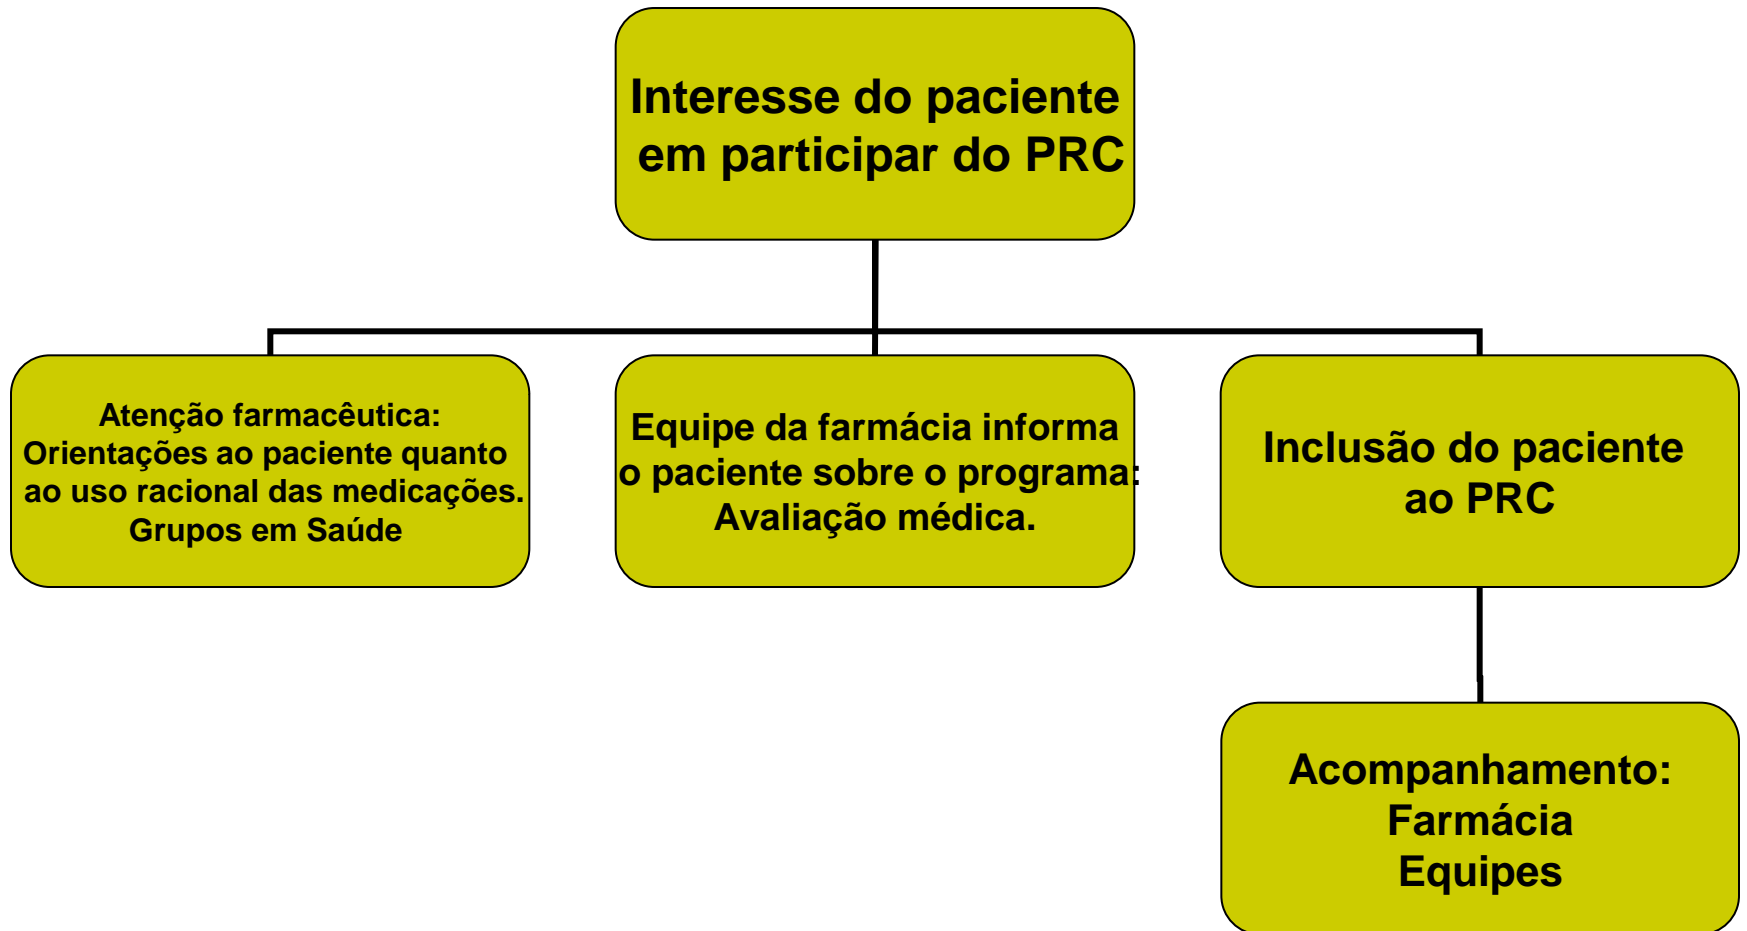 Interesse do paciente
em participar do PRC
Atenção farmacêutica:
Orientações ao paciente quanto
ao uso racional das medicações.
Grupos em Saúde
Equipe da farmácia informa
o paciente sobre o programa:
Avaliação médica.
Inclusão do paciente
ao PRC
Acompanhamento:
Farmácia
Equipes